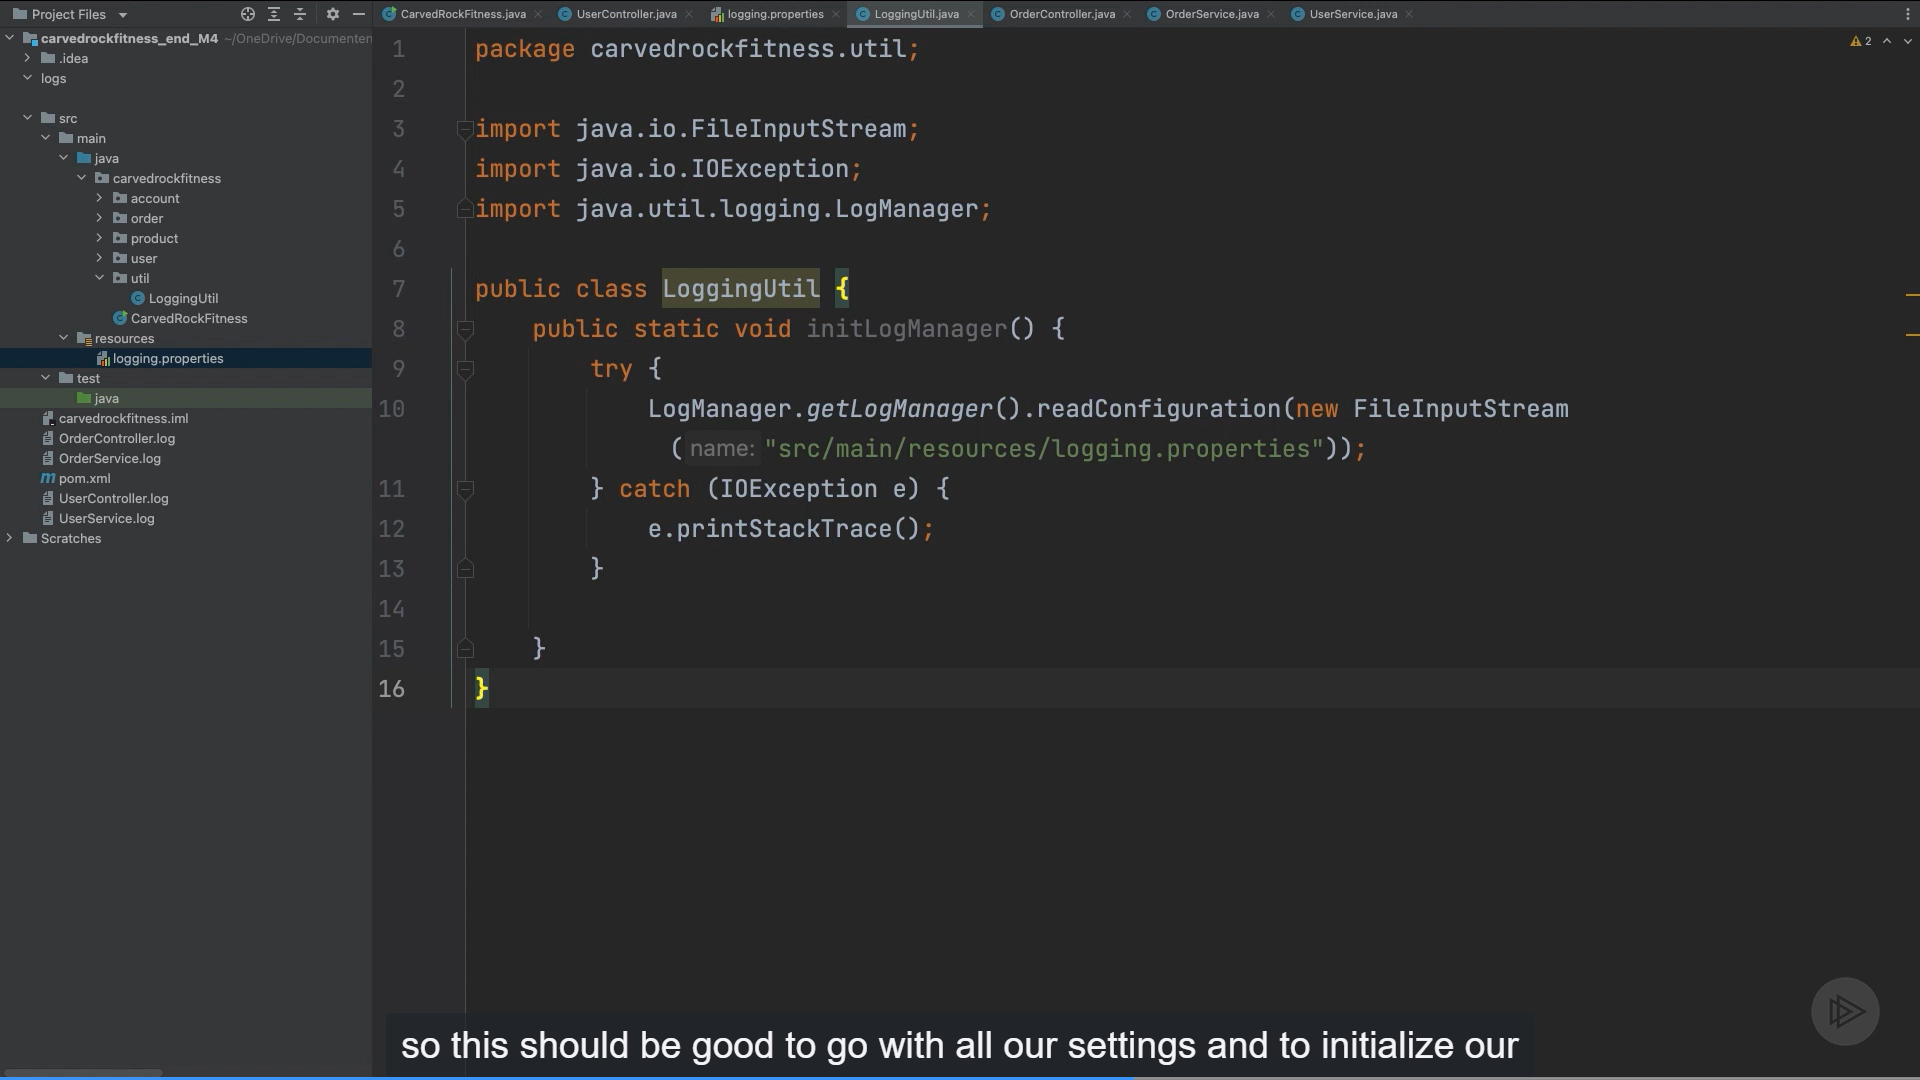 Project Files
CarvedRockFitness.java
UserController.java
logging.properties
LoggingUtil.java
OrderController.java
OrderService.java
UserService.java
carvedrockfitness_end_M4 ~/OneDrive/Documenten
.idea
logs
src
main
java
carvedrockfitness
account
order
product
user
util
LoggingUtil
CarvedRockFitness
resources
logging.properties
test
java
carvedrockfitness.iml
OrderController.log
OrderService.log
pom.xml
UserController.log
UserService.log
Scratches
2
1 package carvedrockfitness.util;
2
3 import java.io.FileInputStream;
4 import java.io.IOException;
5 import java.util.logging.LogManager;
6
7 public class LoggingUtil {
8 public static void initLogManager() {
9 try {
10 LogManager.getLogManager().readConfiguration(new FileInputStream
( name: "src/main/resources/logging.properties"));
11 } catch (IOException e) {
12 e.printStackTrace();
13 }
14
15 }
16 }
so this should be good to go with all our settings and to initialize our